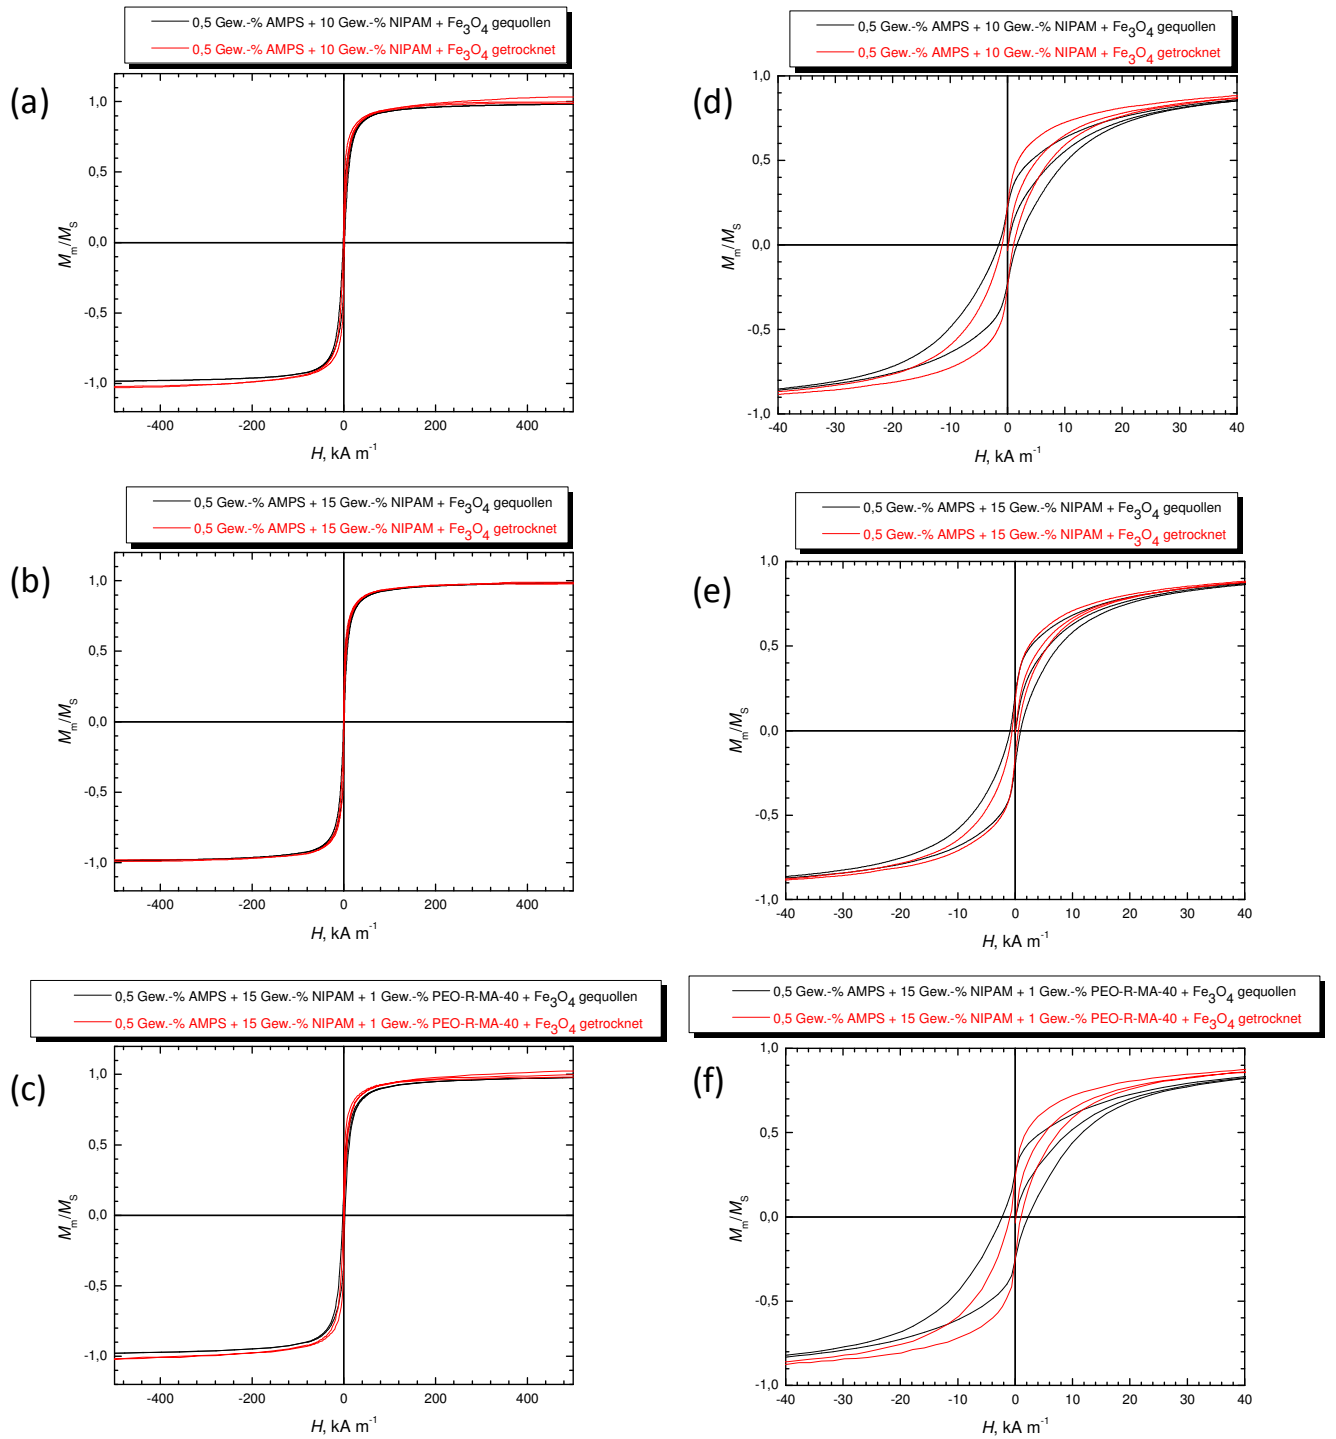 0,5 Gew.-% AMPS + 10 Gew.-% NIPAM + Fe3O4 gequollen
0,5 Gew.-% AMPS + 10 Gew.-% NIPAM + Fe3O4 getrocknet
(a)
1,0
0,5
0,0
-0,5
-1,0
Mm/MS
-400 -200 0 200 400
H, kA m-1
0,5 Gew.-% AMPS + 10 Gew.-% NIPAM + Fe3O4 gequollen
0,5 Gew.-% AMPS + 10 Gew.-% NIPAM + Fe3O4 getrocknet
(d)
1,0
0,5
0,0
-0,5
-1,0
Mm/MS
-40 -30 -20 -10 0 10 20 30 40
H, kA m-1
0,5 Gew.-% AMPS + 15 Gew.-% NIPAM + Fe3O4 gequollen
0,5 Gew.-% AMPS + 15 Gew.-% NIPAM + Fe3O4 getrocknet
(b)
1,0
0,5
0,0
-0,5
-1,0
Mm/MS
-400 -200 0 200 400
H, kA m-1
0,5 Gew.-% AMPS + 15 Gew.-% NIPAM + Fe3O4 gequollen
0,5 Gew.-% AMPS + 15 Gew.-% NIPAM + Fe3O4 getrocknet
(e)
1,0
0,5
0,0
-0,5
-1,0
Mm/MS
-40 -30 -20 -10 0 10 20 30 40
H, kA m-1
0,5 Gew.-% AMPS + 15 Gew.-% NIPAM + 1 Gew.-% PEO-R-MA-40 + Fe3O4 gequollen
0,5 Gew.-% AMPS + 15 Gew.-% NIPAM + 1 Gew.-% PEO-R-MA-40 + Fe3O4 getrocknet
(c)
1,0
0,5
0,0
-0,5
-1,0
Mm/MS
-400 -200 0 200 400
H, kA m-1
0,5 Gew.-% AMPS + 15 Gew.-% NIPAM + 1 Gew.-% PEO-R-MA-40 + Fe3O4 gequollen
0,5 Gew.-% AMPS + 15 Gew.-% NIPAM + 1 Gew.-% PEO-R-MA-40 + Fe3O4 getrocknet
(f)
1,0
0,5
0,0
-0,5
-1,0
Mm/MS
-40 -30 -20 -10 0 10 20 30 40
H, kA m-1